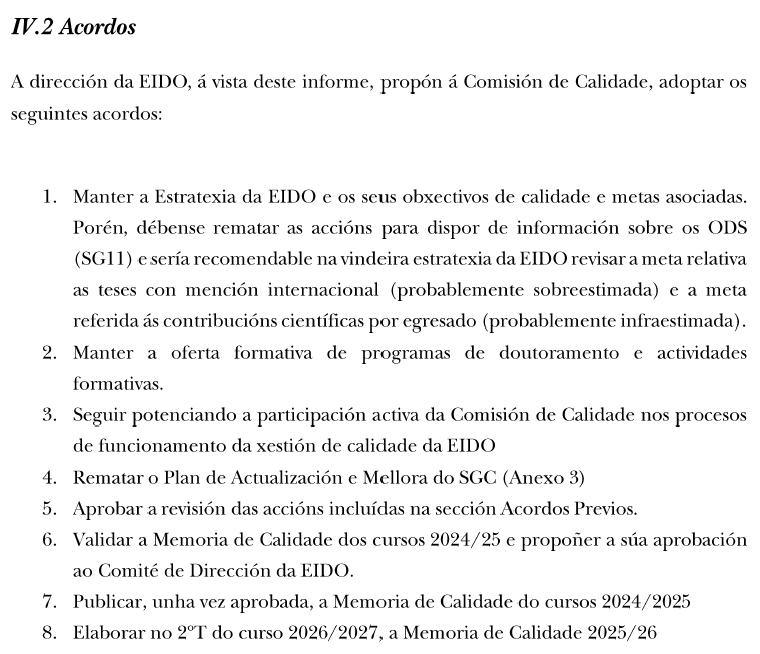 IV.2 Acordos
A dirección da EIDO, á vista deste informe, propón á Comisión de Calidade, adoptar os
seguintes acordos:
1. Manter a Estratexia da EIDO e os seus obxectivos de calidade e metas asociadas.
Porén, débense rematar as accións para dispor de información sobre os ODS
(SG11) e sería recomendable na vindeira estratexia da EIDO revisar a meta relativa
as teses con mención internacional (probablemente sobreestimada) e a meta
referida ás contribucións científicas por egresado (probablemente infraestimada).
2. Manter a oferta formativa de programas de doutoramento e actividades
formativas.
3. Seguir potenciando a participación activa da Comisión de Calidade nos procesos
de funcionamento da xestión de calidade da EIDO
4. Rematar o Plan de Actualización e Mellora do SGC (Anexo 3)
5. Aprobar a revisión das accións incluídas na sección Acordos Previos.
6. Validar a Memoria de Calidade dos cursos 2024/25 e propoñer a súa aprobación
ao Comité de Dirección da EIDO.
7. Publicar, unha vez aprobada, a Memoria de Calidade do cursos 2024/2025
8. Elaborar no 2ºT do curso 2026/2027, a Memoria de Calidade 2025/26